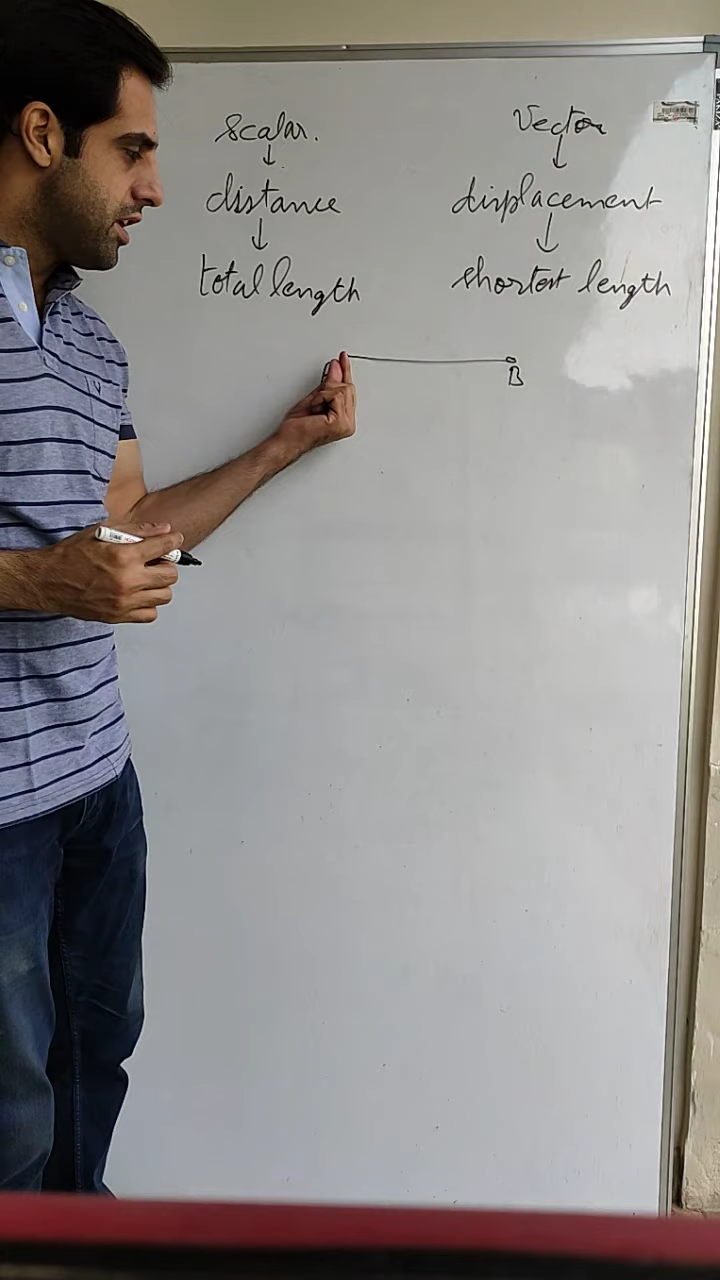 Scalar.
Vector
↓
↓
distance
displacement
↓
↓
total length
shortest length
B